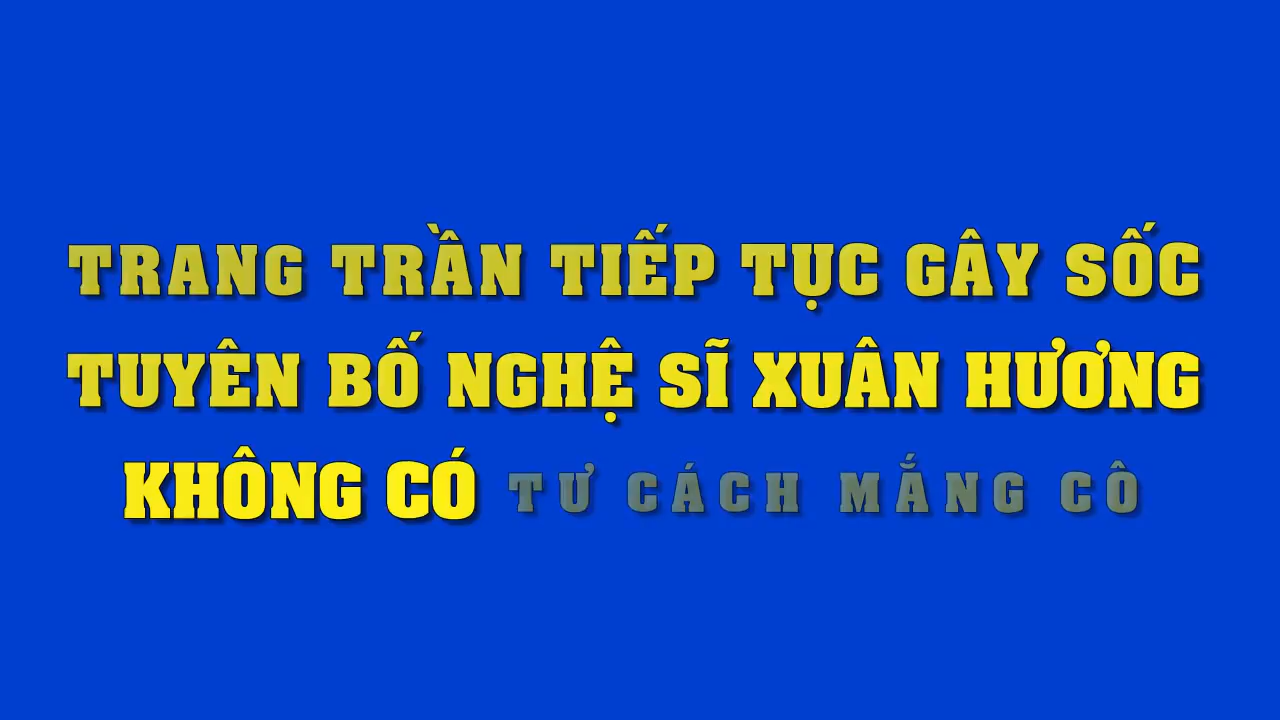 TRANG TRẦN TIẾP TỤC GÂY SỐC
TUYÊN BỐ NGHỆ SĨ XUÂN HƯƠNG
KHÔNG CÓ TƯ CÁCH MẮNG CÔ